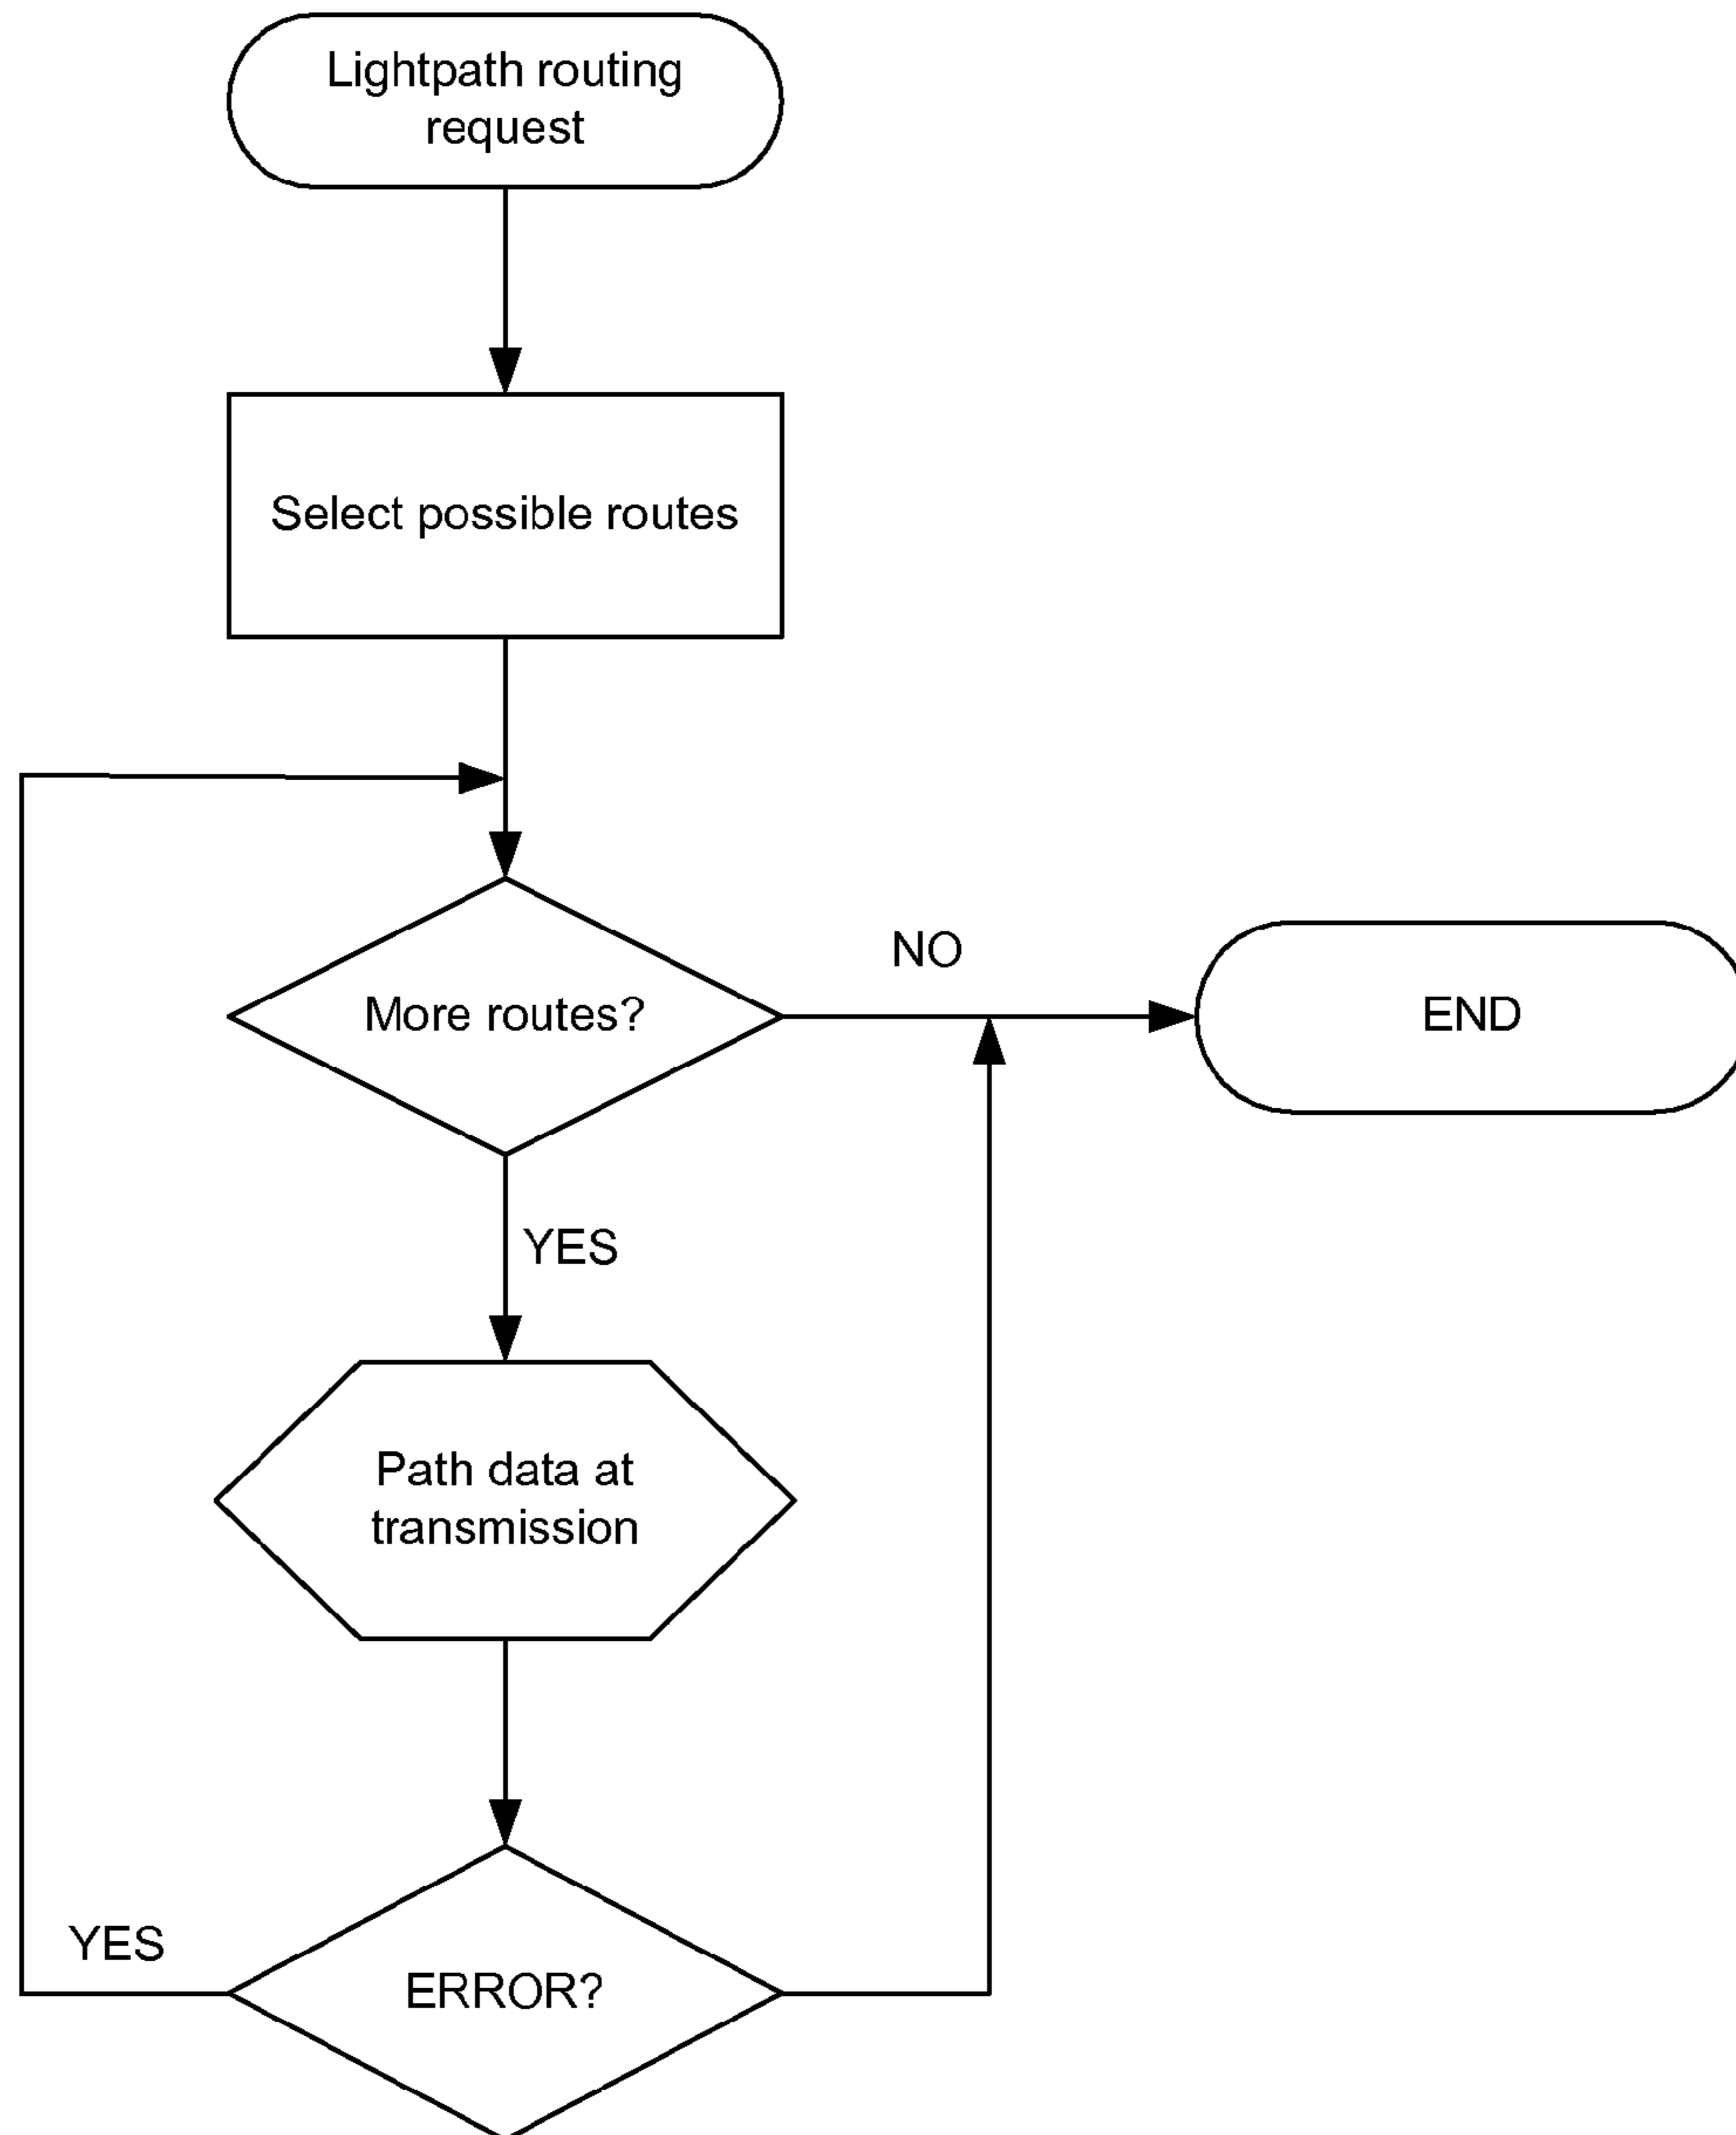 Lightpath routing
request
Select possible routes
NO
More routes?
END
YES
Path data at
transmission
YES
ERROR?